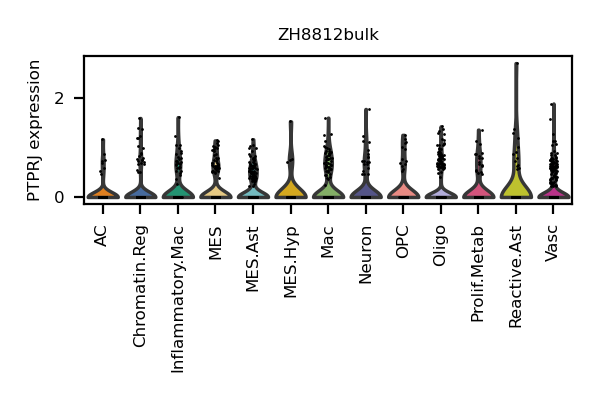 ZH8812bulk
PTPRJ expression
2
0
AC
Chromatin.Reg
Inflammatory.Mac
MES
MES.Ast
MES.Hyp
Mac
Neuron
OPC
Oligo
Prolif.Metab
Reactive.Ast
Vasc